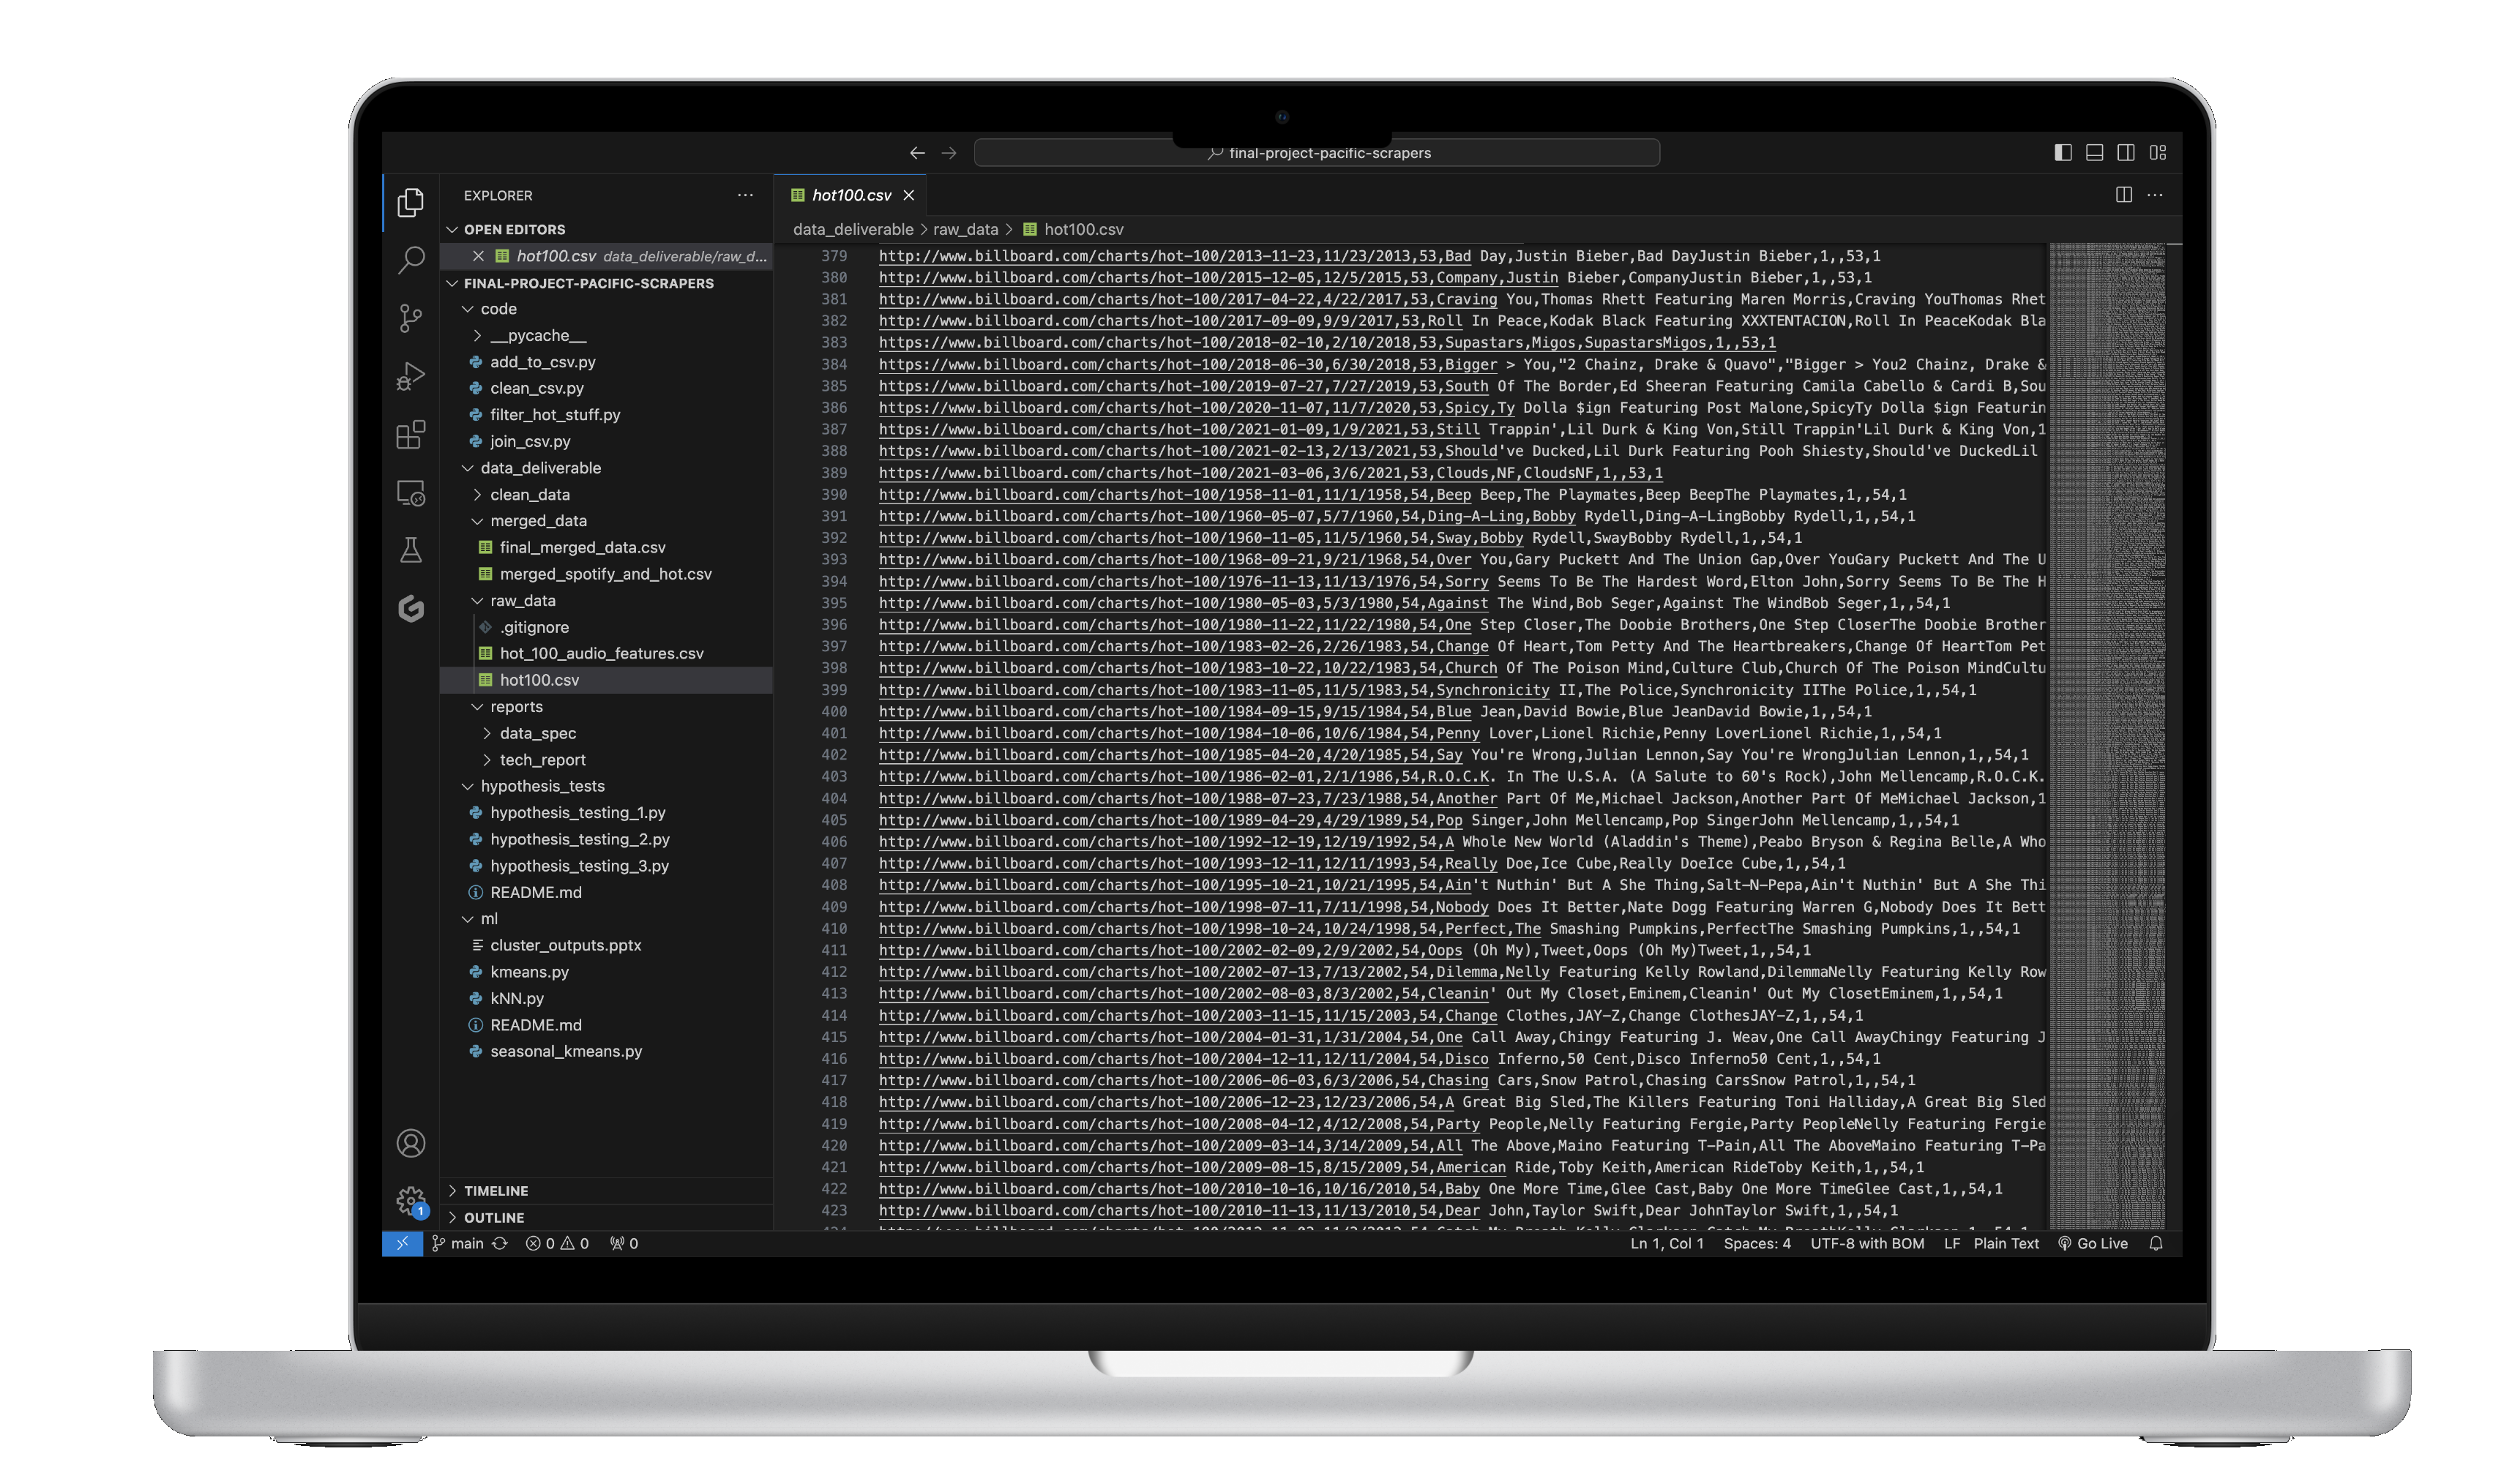 final-project-pacific-scrapers
EXPLORER
OPEN EDITORS
hot100.csv data_deliverable/raw_d...
FINAL-PROJECT-PACIFIC-SCRAPERS
code
__pycache__
add_to_csv.py
clean_csv.py
filter_hot_stuff.py
join_csv.py
data_deliverable
clean_data
merged_data
final_merged_data.csv
merged_spotify_and_hot.csv
raw_data
.gitignore
hot_100_audio_features.csv
hot100.csv
reports
data_spec
tech_report
hypothesis_tests
hypothesis_testing_1.py
hypothesis_testing_2.py
hypothesis_testing_3.py
README.md
ml
cluster_outputs.pptx
kmeans.py
kNN.py
README.md
seasonal_kmeans.py
TIMELINE
OUTLINE
1
hot100.csv
data_deliverable > raw_data > hot100.csv
379 http://www.billboard.com/charts/hot-100/2013-11-23,11/23/2013,53,Bad Day,Justin Bieber,Bad DayJustin Bieber,1,,53,1
380 http://www.billboard.com/charts/hot-100/2015-12-05,12/5/2015,53,Company,Justin Bieber,CompanyJustin Bieber,1,,53,1
381 http://www.billboard.com/charts/hot-100/2017-04-22,4/22/2017,53,Craving You,Thomas Rhett Featuring Maren Morris,Craving YouThomas Rhet
382 http://www.billboard.com/charts/hot-100/2017-09-09,9/9/2017,53,Roll In Peace,Kodak Black Featuring XXXTENTACION,Roll In PeaceKodak Bla
383 https://www.billboard.com/charts/hot-100/2018-02-10,2/10/2018,53,Supastars,Migos,SupastarsMigos,1,,53,1
384 https://www.billboard.com/charts/hot-100/2018-06-30,6/30/2018,53,Bigger > You,"2 Chainz, Drake & Quavo","Bigger > You2 Chainz, Drake &
385 https://www.billboard.com/charts/hot-100/2019-07-27,7/27/2019,53,South Of The Border,Ed Sheeran Featuring Camila Cabello & Cardi B,Sou
386 https://www.billboard.com/charts/hot-100/2020-11-07,11/7/2020,53,Spicy,Ty Dolla $ign Featuring Post Malone,SpicyTy Dolla $ign Featurin
387 https://www.billboard.com/charts/hot-100/2021-01-09,1/9/2021,53,Still Trappin',Lil Durk & King Von,Still Trappin'Lil Durk & King Von,1
388 https://www.billboard.com/charts/hot-100/2021-02-13,2/13/2021,53,Should've Ducked,Lil Durk Featuring Pooh Shiesty,Should've DuckedLil
389 https://www.billboard.com/charts/hot-100/2021-03-06,3/6/2021,53,Clouds,NF,CloudsNF,1,,53,1
390 http://www.billboard.com/charts/hot-100/1958-11-01,11/1/1958,54,Beep Beep,The Playmates,Beep BeepThe Playmates,1,,54,1
391 http://www.billboard.com/charts/hot-100/1960-05-07,5/7/1960,54,Ding-A-Ling,Bobby Rydell,Ding-A-LingBobby Rydell,1,,54,1
392 http://www.billboard.com/charts/hot-100/1960-11-05,11/5/1960,54,Sway,Bobby Rydell,SwayBobby Rydell,1,,54,1
393 http://www.billboard.com/charts/hot-100/1968-09-21,9/21/1968,54,Over You,Gary Puckett And The Union Gap,Over YouGary Puckett And The U
394 http://www.billboard.com/charts/hot-100/1976-11-13,11/13/1976,54,Sorry Seems To Be The Hardest Word,Elton John,Sorry Seems To Be The H
395 http://www.billboard.com/charts/hot-100/1980-05-03,5/3/1980,54,Against The Wind,Bob Seger,Against The WindBob Seger,1,,54,1
396 http://www.billboard.com/charts/hot-100/1980-11-22,11/22/1980,54,One Step Closer,The Doobie Brothers,One Step CloserThe Doobie Brother
397 http://www.billboard.com/charts/hot-100/1983-02-26,2/26/1983,54,Change Of Heart,Tom Petty And The Heartbreakers,Change Of HeartTom Pet
398 http://www.billboard.com/charts/hot-100/1983-10-22,10/22/1983,54,Church Of The Poison Mind,Culture Club,Church Of The Poison MindCultu
399 http://www.billboard.com/charts/hot-100/1983-11-05,11/5/1983,54,Synchronicity II,The Police,Synchronicity IIThe Police,1,,54,1
400 http://www.billboard.com/charts/hot-100/1984-09-15,9/15/1984,54,Blue Jean,David Bowie,Blue JeanDavid Bowie,1,,54,1
401 http://www.billboard.com/charts/hot-100/1984-10-06,10/6/1984,54,Penny Lover,Lionel Richie,Penny LoverLionel Richie,1,,54,1
402 http://www.billboard.com/charts/hot-100/1985-04-20,4/20/1985,54,Say You're Wrong,Julian Lennon,Say You're WrongJulian Lennon,1,,54,1
403 http://www.billboard.com/charts/hot-100/1986-02-01,2/1/1986,54,R.O.C.K. In The U.S.A. (A Salute to 60's Rock),John Mellencamp,R.O.C.K.
404 http://www.billboard.com/charts/hot-100/1988-07-23,7/23/1988,54,Another Part Of Me,Michael Jackson,Another Part Of MeMichael Jackson,1
405 http://www.billboard.com/charts/hot-100/1989-04-29,4/29/1989,54,Pop Singer,John Mellencamp,Pop SingerJohn Mellencamp,1,,54,1
406 http://www.billboard.com/charts/hot-100/1992-12-19,12/19/1992,54,A Whole New World (Aladdin's Theme),Peabo Bryson & Regina Belle,A Who
407 http://www.billboard.com/charts/hot-100/1993-12-11,12/11/1993,54,Really Doe,Ice Cube,Really DoeIce Cube,1,,54,1
408 http://www.billboard.com/charts/hot-100/1995-10-21,10/21/1995,54,Ain't Nuthin' But A She Thing,Salt-N-Pepa,Ain't Nuthin' But A She Thi
409 http://www.billboard.com/charts/hot-100/1998-07-11,7/11/1998,54,Nobody Does It Better,Nate Dogg Featuring Warren G,Nobody Does It Bett
410 http://www.billboard.com/charts/hot-100/1998-10-24,10/24/1998,54,Perfect,The Smashing Pumpkins,PerfectThe Smashing Pumpkins,1,,54,1
411 http://www.billboard.com/charts/hot-100/2002-02-09,2/9/2002,54,Oops (Oh My),Tweet,Oops (Oh My)Tweet,1,,54,1
412 http://www.billboard.com/charts/hot-100/2002-07-13,7/13/2002,54,Dilemma,Nelly Featuring Kelly Rowland,DilemmaNelly Featuring Kelly Row
413 http://www.billboard.com/charts/hot-100/2002-08-03,8/3/2002,54,Cleanin' Out My Closet,Eminem,Cleanin' Out My ClosetEminem,1,,54,1
414 http://www.billboard.com/charts/hot-100/2003-11-15,11/15/2003,54,Change Clothes,JAY-Z,Change ClothesJAY-Z,1,,54,1
415 http://www.billboard.com/charts/hot-100/2004-01-31,1/31/2004,54,One Call Away,Chingy Featuring J. Weav,One Call AwayChingy Featuring J
416 http://www.billboard.com/charts/hot-100/2004-12-11,12/11/2004,54,Disco Inferno,50 Cent,Disco Inferno50 Cent,1,,54,1
417 http://www.billboard.com/charts/hot-100/2006-06-03,6/3/2006,54,Chasing Cars,Snow Patrol,Chasing CarsSnow Patrol,1,,54,1
418 http://www.billboard.com/charts/hot-100/2006-12-23,12/23/2006,54,A Great Big Sled,The Killers Featuring Toni Halliday,A Great Big Sled
419 http://www.billboard.com/charts/hot-100/2008-04-12,4/12/2008,54,Party People,Nelly Featuring Fergie,Party PeopleNelly Featuring Fergie
420 http://www.billboard.com/charts/hot-100/2009-03-14,3/14/2009,54,All The Above,Maino Featuring T-Pain,All The AboveMaino Featuring T-Pa
421 http://www.billboard.com/charts/hot-100/2009-08-15,8/15/2009,54,American Ride,Toby Keith,American RideToby Keith,1,,54,1
422 http://www.billboard.com/charts/hot-100/2010-10-16,10/16/2010,54,Baby One More Time,Glee Cast,Baby One More TimeGlee Cast,1,,54,1
423 http://www.billboard.com/charts/hot-100/2010-11-13,11/13/2010,54,Dear John,Taylor Swift,Dear JohnTaylor Swift,1,,54,1
main 0 0 0 Ln 1, Col 1 Spaces: 4 UTF-8 with BOM LF Plain Text Go Live